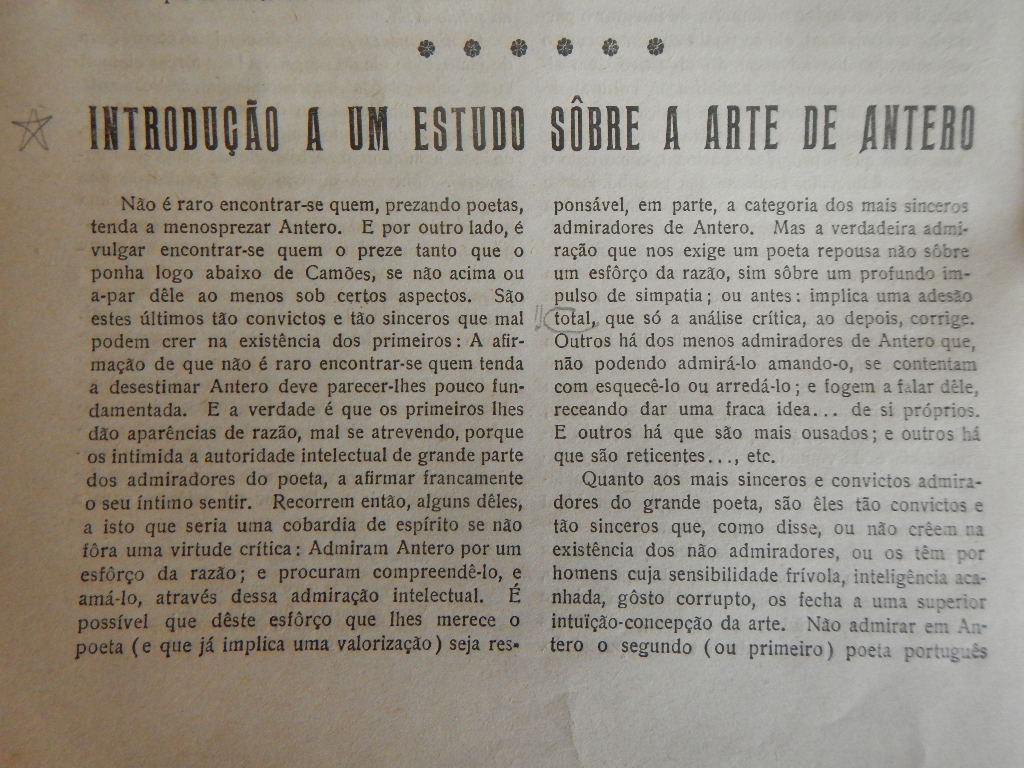 INTRODUÇÃO A UM ESTUDO SÔBRE A ARTE DE ANTERO
Não é raro encontrar-se quem, prezando poetas,
tenda a menosprezar Antero. E por outro lado, é
vulgar encontrar-se quem o preze tanto que o
ponha logo abaixo de Camões, se não acima ou
a-par dêle ao menos sob certos aspectos. São
estes últimos tão convictos e tão sinceros que mal
podem crer na existência dos primeiros: A afir-
mação de que não é raro encontrar-se quem tenda
a desestimar Antero deve parecer-lhes pouco fun-
damentada. E a verdade é que os primeiros lhes
dão aparências de razão, mal se atrevendo, porque
os intimida a autoridade intelectual de grande parte
dos admiradores do poeta, a afirmar francamente
o seu íntimo sentir. Recorrem então, alguns dêles,
a isto que seria uma cobardia de espírito se não
fôra uma virtude crítica: Admiram Antero por um
esfôrço da razão; e procuram compreendê-lo, e
amá-lo, através dessa admiração intelectual. É
possível que dêste esfôrço que lhes merece o
poeta (e que já implica uma valorização) seja res-
ponsável, em parte, a categoria dos mais sinceros
admiradores de Antero. Mas a verdadeira admi-
ração que nos exige um poeta repousa não sôbre
um esfôrço da razão, sim sôbre um profundo im-
pulso de simpatia; ou antes: implica uma adesão
!! total, que só a análise crítica, ao depois, corrige.
Outros há dos menos admiradores de Antero que,
não podendo admirá-lo amando-o, se contentam
com esquecê-lo ou arredá-lo; e fogem a falar dêle,
receando dar uma fraca idea... de si próprios.
E outros há que são mais ousados; e outros há
que são reticentes..., etc.
Quanto aos mais sinceros e convictos admira-
dores do grande poeta, são êles tão convictos e
tão sinceros que, como disse, ou não crêem na
existência dos não admiradores, ou os têm por
homens cuja sensibilidade frívola, inteligência aca-
nhada, gôsto corrupto, os fecha a uma superior
intuïção-concepção da arte. Não admirar em An-
tero o segundo (ou primeiro) poeta português